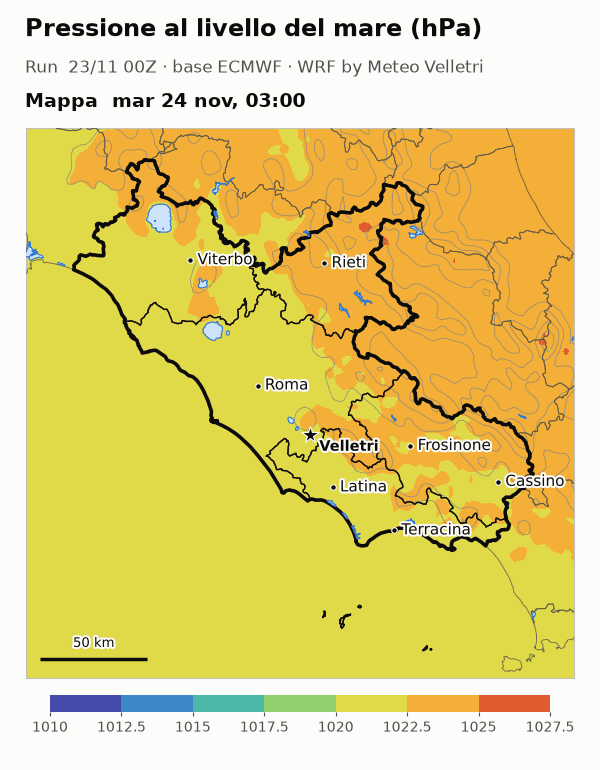 Pressione al livello del mare (hPa)
Run 23/11 00Z · base ECMWF · WRF by Meteo Velletri
Mappa mar 24 nov, 03:00
Viterbo
Rieti
Roma
Velletri
Frosinone
Cassino
Latina
Terracina
50 km
1010 1012.5 1015 1017.5 1020 1022.5 1025 1027.5